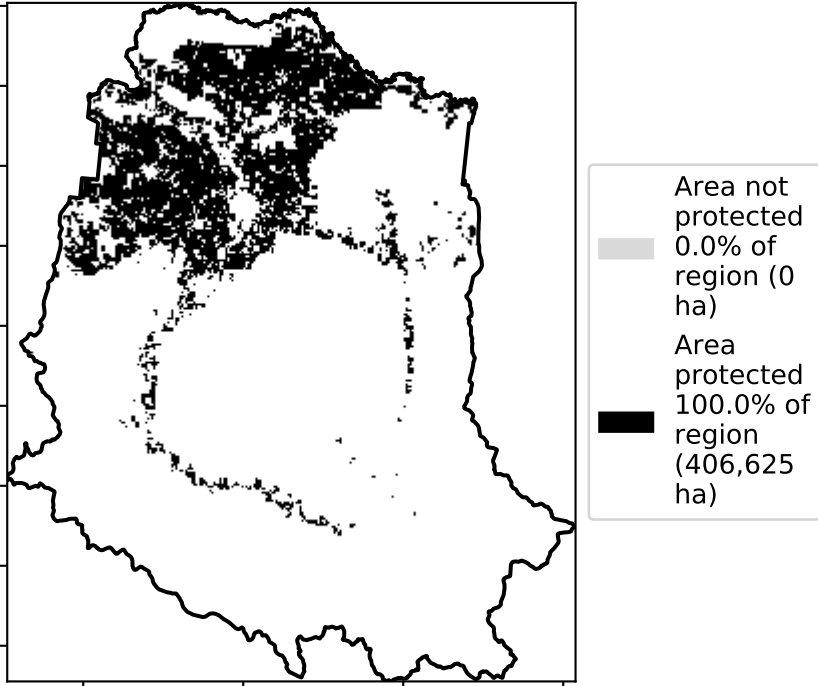 Area not
protected
0.0% of
region (0
ha)
Area
protected
100.0% of
region
(406,625
ha)